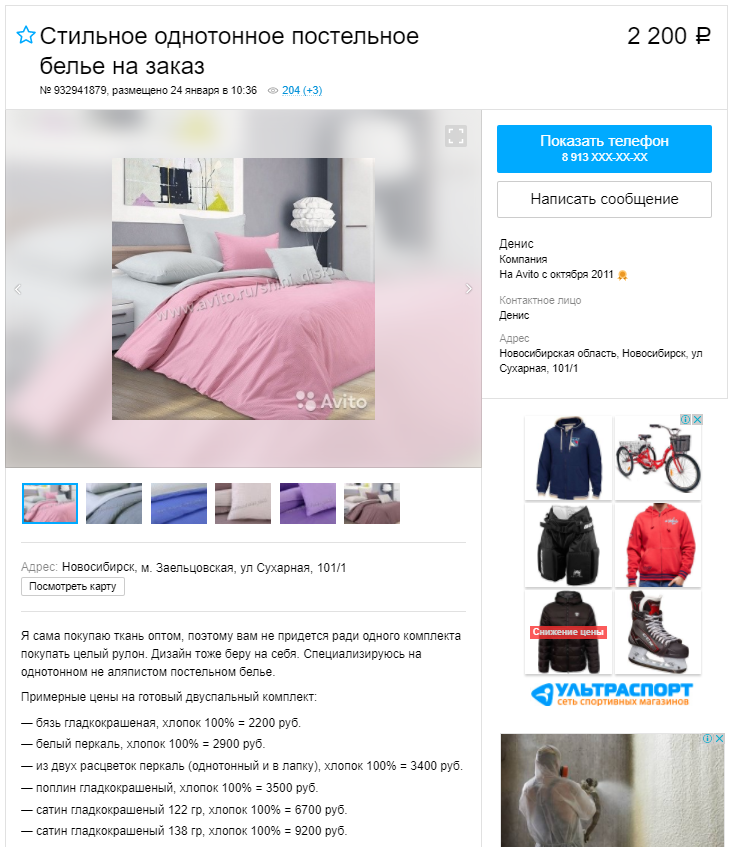 Стильное однотонное постельное
белье на заказ
2 200 ₽
№ 932941879, размещено 24 января в 10:36 204 (+3)
www.avito.ru/shini_diski
Avito
Показать телефон
8 913 XXX-XX-XX
Написать сообщение
Денис
Компания
На Avito с октября 2011
Контактное лицо
Денис
Адрес
Новосибирская область, Новосибирск, ул
Сухарная, 101/1
Снижение цены
УЛЬТРАСПОРТ
сеть спортивных магазинов
Адрес: Новосибирск, м. Заельцовская, ул Сухарная, 101/1
Посмотреть карту
Я сама покупаю ткань оптом, поэтому вам не придется ради одного комплекта
покупать целый рулон. Дизайн тоже беру на себя. Специализируюсь на
однотонном не аляпистом постельном белье.
Примерные цены на готовый двуспальный комплект:
— бязь гладкокрашеная, хлопок 100% = 2200 руб.
— белый перкаль, хлопок 100% = 2900 руб.
— из двух расцветок перкаль (однотонный и в лапку), хлопок 100% = 3400 руб.
— поплин гладкокрашеный, хлопок 100% = 3500 руб.
— сатин гладкокрашеный 122 гр, хлопок 100% = 6700 руб.
— сатин гладкокрашеный 138 гр, хлопок 100% = 9200 руб.